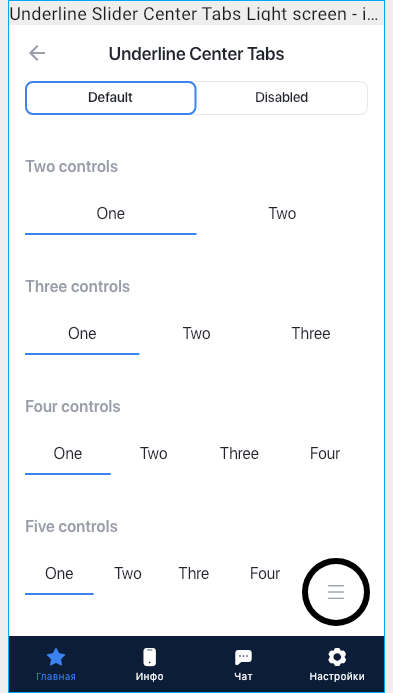 Underline Slider Center Tabs Light screen - i...
Underline Center Tabs
Default Disabled
Two controls
One Two
Three controls
One Two Three
Four controls
One Two Three Four
Five controls
One Two Thre Four
Главная Инфо Чат Настройки